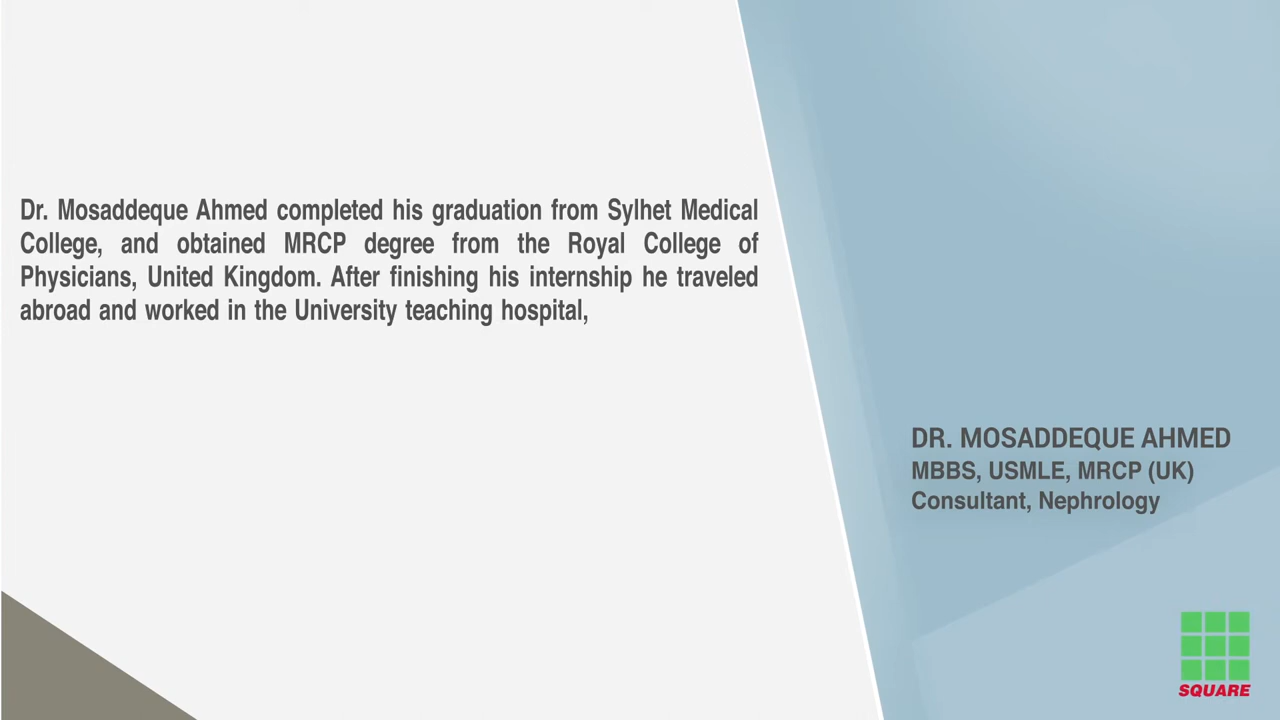 Dr. Mosaddeque Ahmed completed his graduation from Sylhet Medical
College, and obtained MRCP degree from the Royal College of
Physicians, United Kingdom. After finishing his internship he traveled
abroad and worked in the University teaching hospital,
DR. MOSADDEQUE AHMED
MBBS, USMLE, MRCP (UK)
Consultant, Nephrology
SQUARE